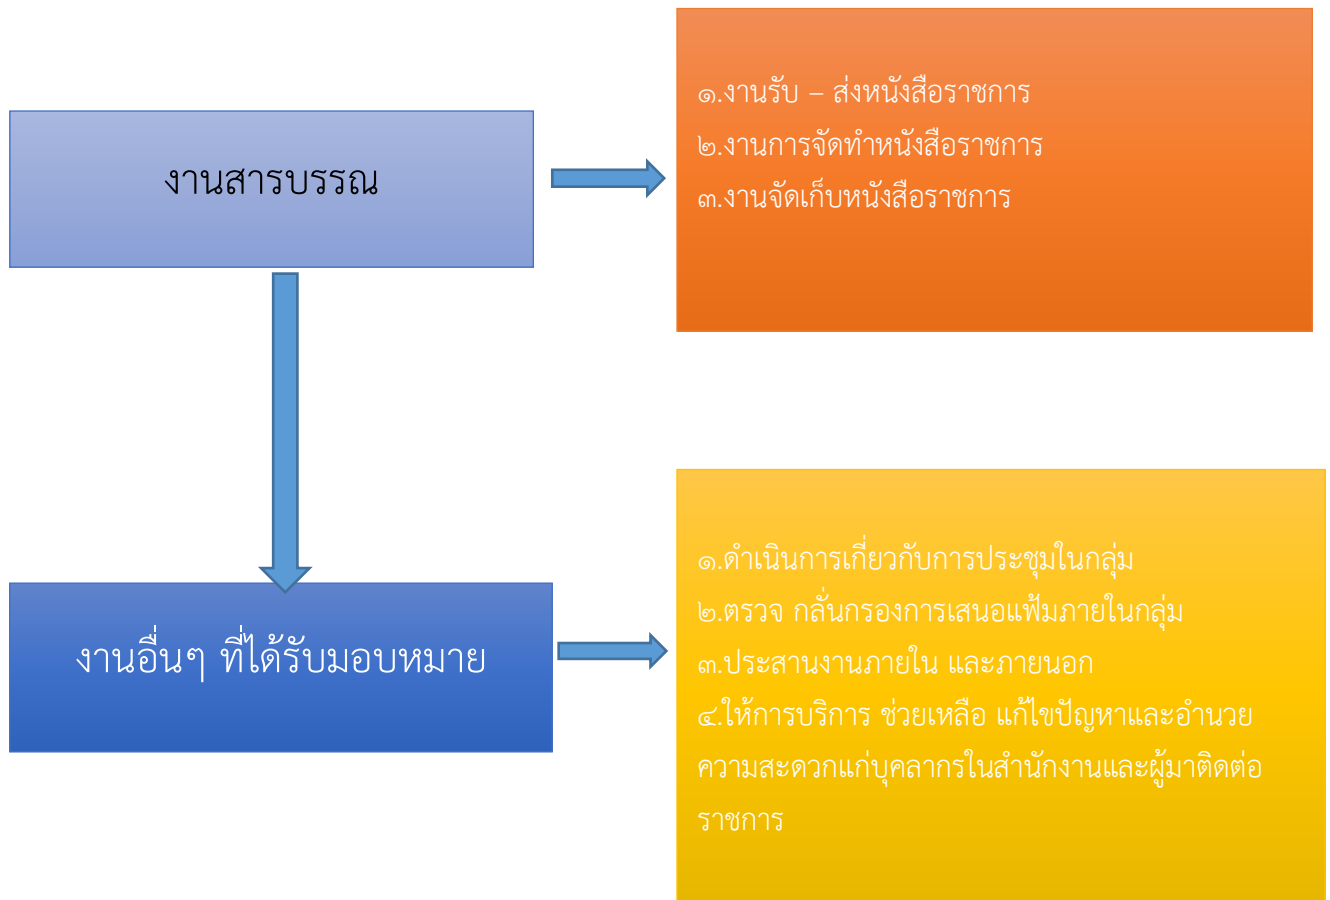 งานสารบรรณ
๑.งานรับ – ส่งหนังสือราชการ
๒.งานการจัดทำหนังสือราชการ
๓.งานจัดเก็บหนังสือราชการ
งานอื่นๆ ที่ได้รับมอบหมาย
๑.ดำเนินการเกี่ยวกับการประชุมในกลุ่ม
๒.ตรวจ กลั่นกรองการเสนอแฟ้มภายในกลุ่ม
๓.ประสานงานภายใน และภายนอก
๔.ให้การบริการ ช่วยเหลือ แก้ไขปัญหาและอำนวย
ความสะดวกแก่บุคลากรในสำนักงานและผู้มาติดต่อ
ราชการ